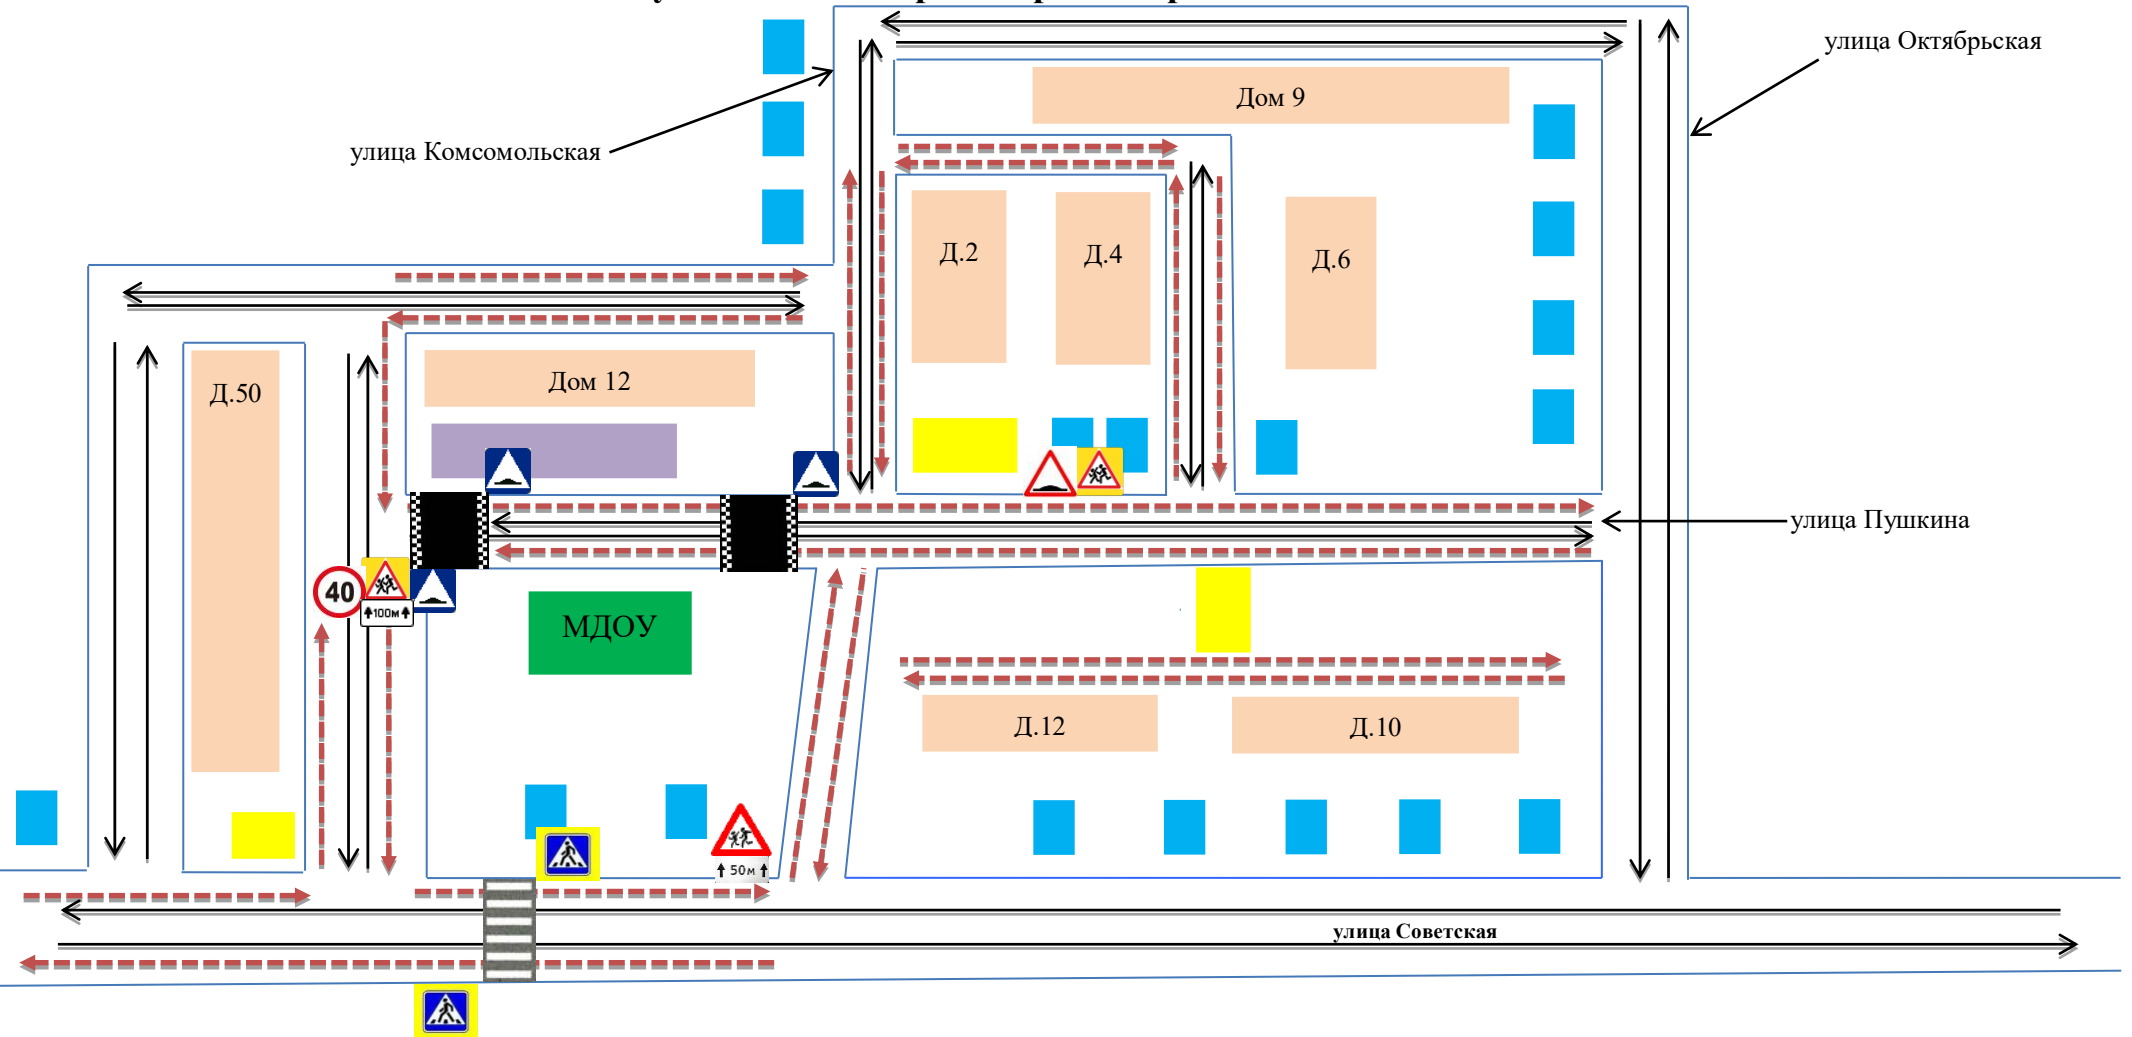 улица Октябрьская
Дом 9
улица Комсомольская
Д.2
Д.4
Д.6
Дом 12
Д.50
улица Пушкина
40
100м
МДОУ
Д.12
Д.10
50м
улица Советская